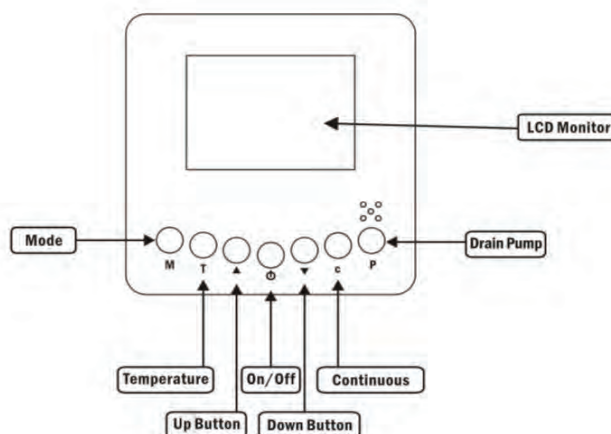 LCD Monitor
Mode
Drain Pump
M T ▲ ⏻ ▼ c P
Temperature On/Off Continuous
Up Button Down Button